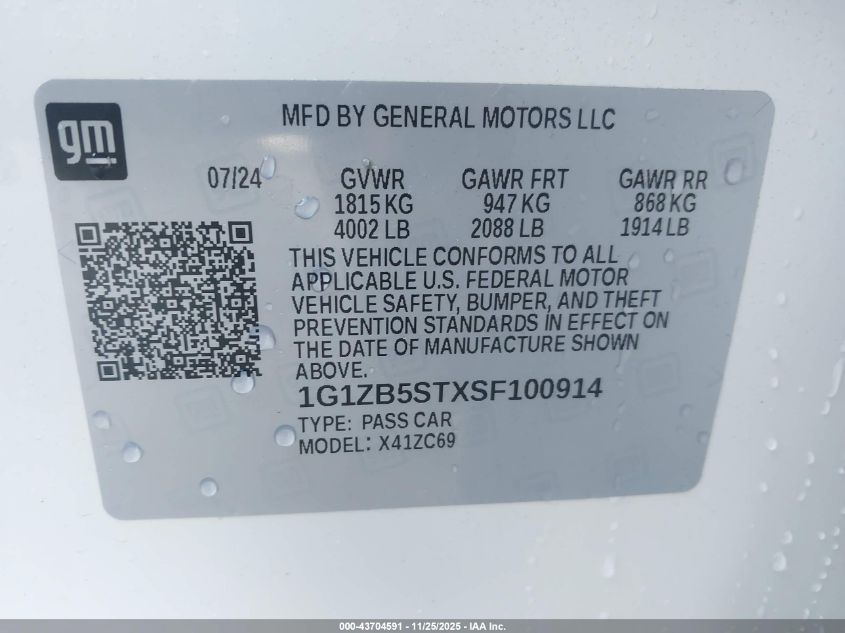 gm
MFD BY GENERAL MOTORS LLC
07/24 GVWR GAWR FRT GAWR RR
1815 KG 947 KG 868 KG
4002 LB 2088 LB 1914 LB
THIS VEHICLE CONFORMS TO ALL
APPLICABLE U.S. FEDERAL MOTOR
VEHICLE SAFETY, BUMPER, AND THEFT
PREVENTION STANDARDS IN EFFECT ON
THE DATE OF MANUFACTURE SHOWN
ABOVE.
1G1ZB5STXSF100914
TYPE: PASS CAR
MODEL: X41ZC69
000-43704591 - 11/25/2025 - IAA Inc.